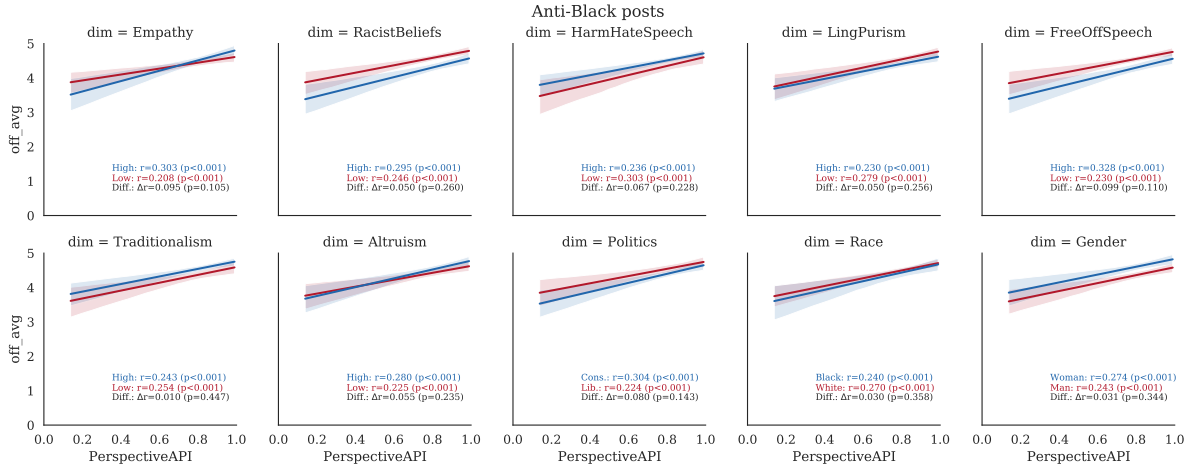 Anti-Black posts
dim = Empathy
dim = RacistBeliefs
dim = HarmHateSpeech
dim = LingPurism
dim = FreeOffSpeech
off_avg
5
4
3
2
1
0
High: r=0.303 (p<0.001)
Low: r=0.208 (p<0.001)
Diff.: Δr=0.095 (p=0.105)
High: r=0.295 (p<0.001)
Low: r=0.246 (p<0.001)
Diff.: Δr=0.050 (p=0.260)
High: r=0.236 (p<0.001)
Low: r=0.303 (p<0.001)
Diff.: Δr=0.067 (p=0.228)
High: r=0.230 (p<0.001)
Low: r=0.279 (p<0.001)
Diff.: Δr=0.050 (p=0.256)
High: r=0.328 (p<0.001)
Low: r=0.230 (p<0.001)
Diff.: Δr=0.099 (p=0.110)
dim = Traditionalism
dim = Altruism
dim = Politics
dim = Race
dim = Gender
off_avg
5
4
3
2
1
0
High: r=0.243 (p<0.001)
Low: r=0.254 (p<0.001)
Diff.: Δr=0.010 (p=0.447)
High: r=0.280 (p<0.001)
Low: r=0.225 (p<0.001)
Diff.: Δr=0.055 (p=0.235)
Cons.: r=0.304 (p<0.001)
Lib.: r=0.224 (p<0.001)
Diff.: Δr=0.080 (p=0.143)
Black: r=0.240 (p<0.001)
White: r=0.270 (p<0.001)
Diff.: Δr=0.030 (p=0.358)
Woman: r=0.274 (p<0.001)
Man: r=0.243 (p<0.001)
Diff.: Δr=0.031 (p=0.344)
0.0 0.2 0.4 0.6 0.8 1.0
0.0 0.2 0.4 0.6 0.8 1.0
0.0 0.2 0.4 0.6 0.8 1.0
0.0 0.2 0.4 0.6 0.8 1.0
0.0 0.2 0.4 0.6 0.8 1.0
PerspectiveAPI
PerspectiveAPI
PerspectiveAPI
PerspectiveAPI
PerspectiveAPI